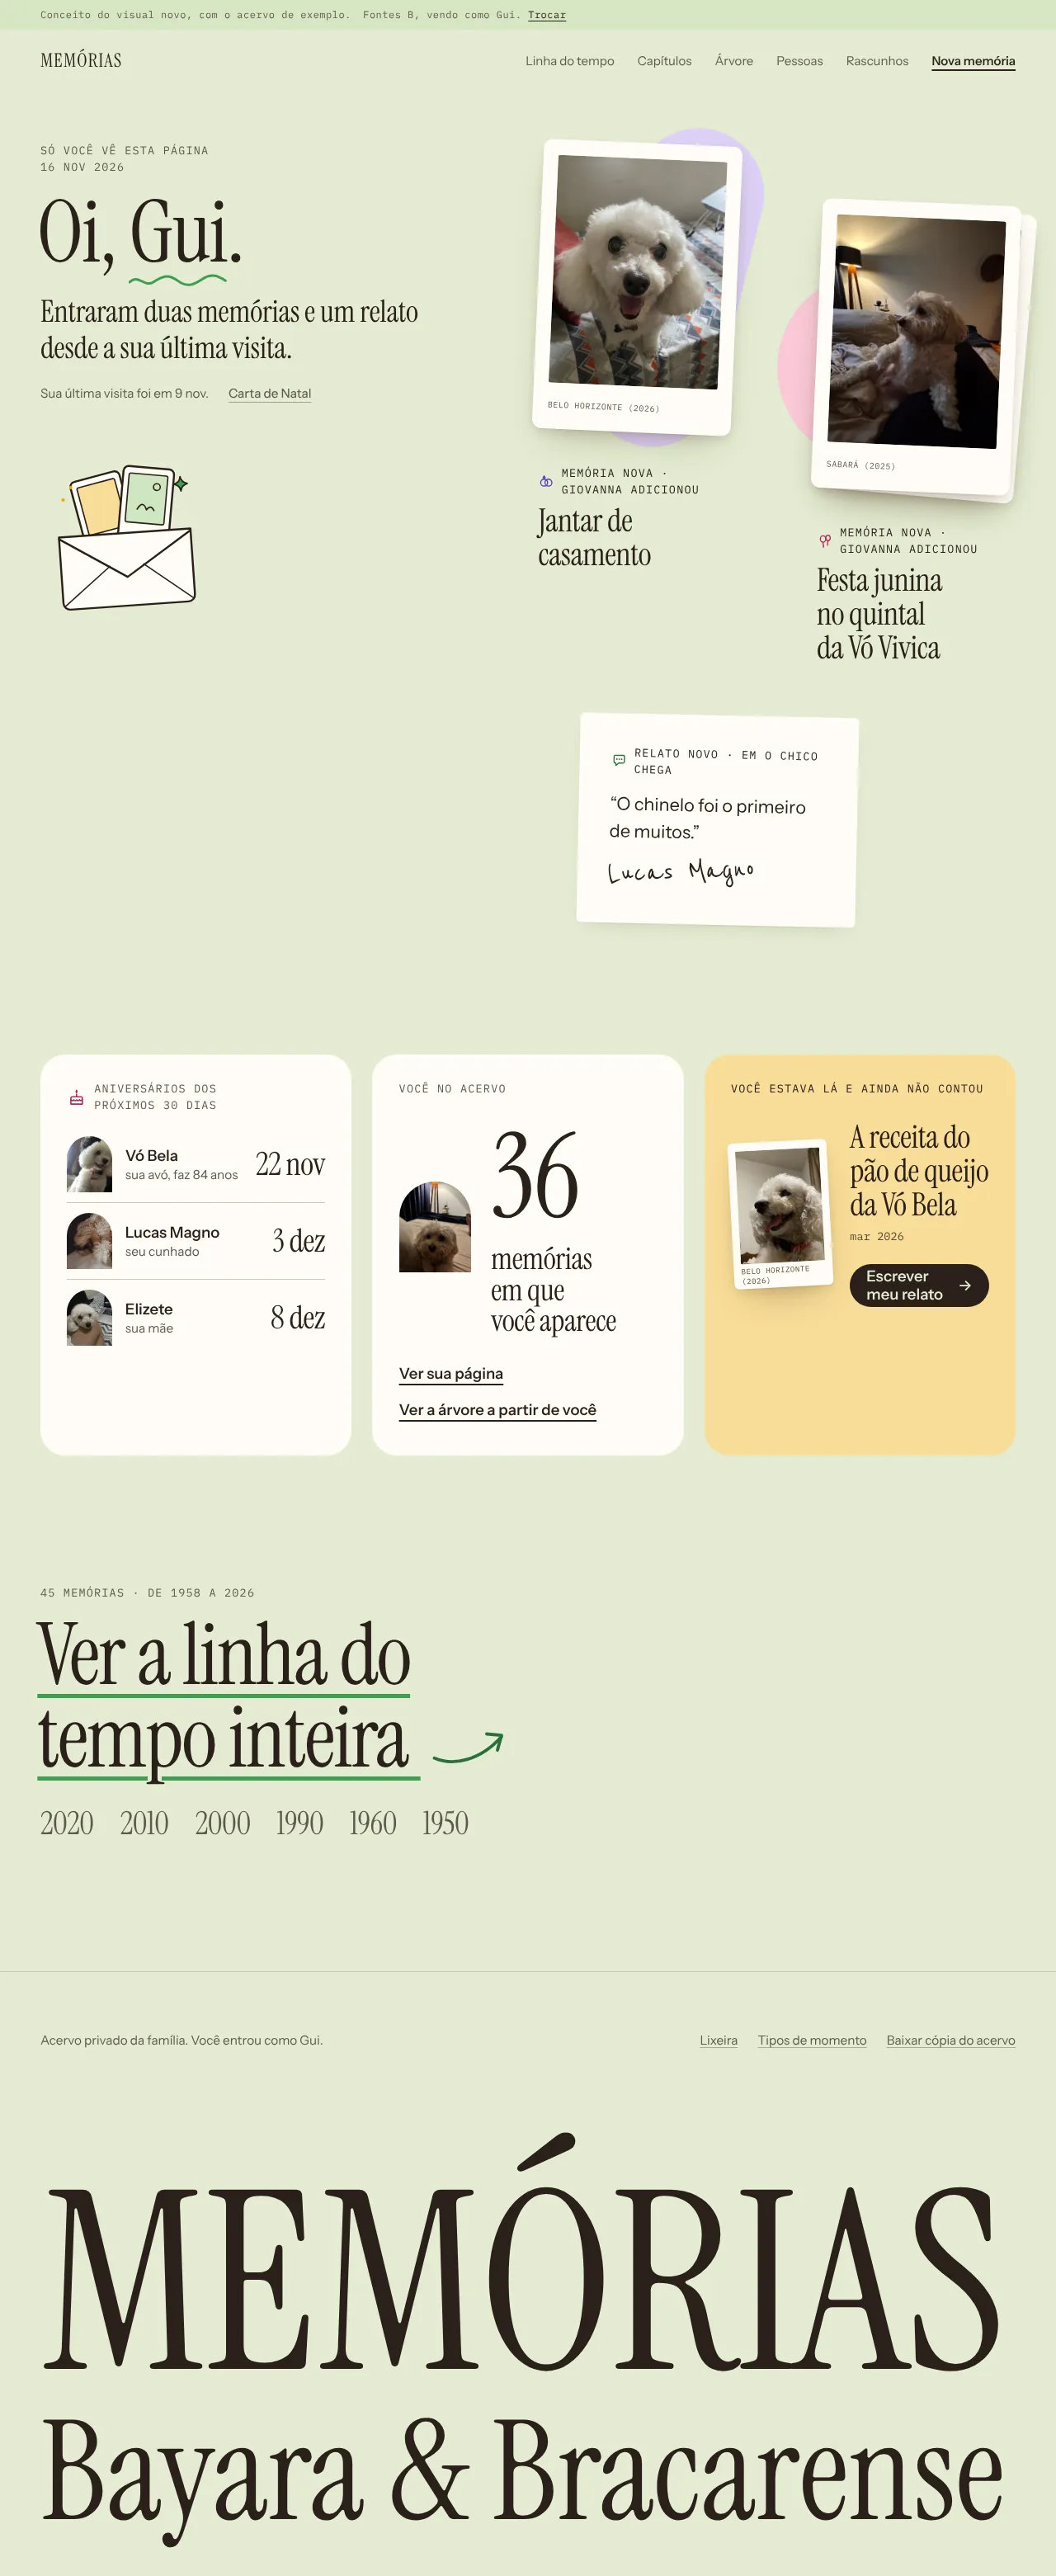 Conceito do visual novo, com o acervo de exemplo. Fontes B, vendo como Gui. Trocar
MEMÓRIAS
Linha do tempo Capítulos Árvore Pessoas Rascunhos Nova memória
SÓ VOCÊ VÊ ESTA PÁGINA
16 NOV 2026
Oi, Gui.
Entraram duas memórias e um relato
desde a sua última visita.
Sua última visita foi em 9 nov. Carta de Natal
BELO HORIZONTE (2026)
MEMÓRIA NOVA ·
GIOVANNA ADICIONOU
Jantar de
casamento
SABARÁ (2025)
MEMÓRIA NOVA ·
GIOVANNA ADICIONOU
Festa junina
no quintal
da Vó Vivica
RELATO NOVO · EM O CHICO
CHEGA
“O chinelo foi o primeiro
de muitos.”
Lucas Magno
ANIVERSÁRIOS DOS
PRÓXIMOS 30 DIAS
Vó Bela
sua avó, faz 84 anos
22 nov
Lucas Magno
seu cunhado
3 dez
Elizete
sua mãe
8 dez
VOCÊ NO ACERVO
36
memórias
em que
você aparece
Ver sua página
Ver a árvore a partir de você
VOCÊ ESTAVA LÁ E AINDA NÃO CONTOU
BELO HORIZONTE
(2026)
A receita do
pão de queijo
da Vó Bela
mar 2026
Escrever
meu relato
45 MEMÓRIAS · DE 1958 A 2026
Ver a linha do
tempo inteira
2020 2010 2000 1990 1960 1950
Acervo privado da família. Você entrou como Gui.
Lixeira Tipos de momento Baixar cópia do acervo
MEMÓRIAS
Bayara & Bracarense